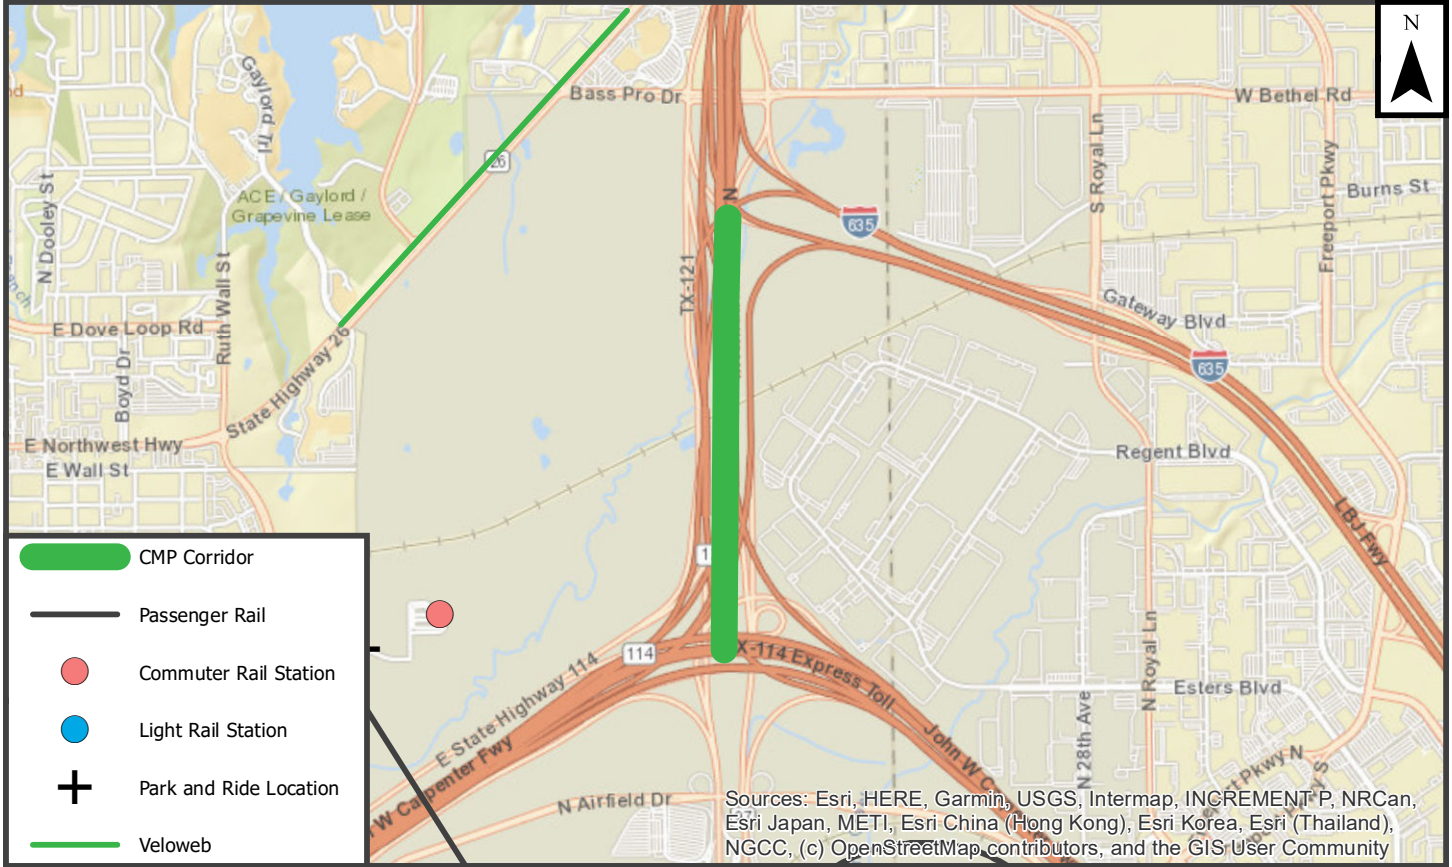 N
Bass Pro Dr
W Bethel Rd
Gaylord Trl
26
S Royal Ln
Freeport Pkwy
Burns St
N Dooley St
ACE / Gaylord /
Grapevine Lease
N
635
TX-121
Ruth Wall St
E Dove Loop Rd
Gateway Blvd
State Highway 26
635
Boyd Dr
E Northwest Hwy
E Wall St
Regent Blvd
LBJ Fwy
1
114
X-114 Express Toll
E State Highway 114
W Carpenter Fwy
N Royal Ln
Esters Blvd
N 28th Ave
John W C
N Airfield Dr
Pkwy N
CMP Corridor
Passenger Rail
Commuter Rail Station
Light Rail Station
Park and Ride Location
Veloweb
Sources: Esri, HERE, Garmin, USGS, Intermap, INCREMENT P, NRCan,
Esri Japan, METI, Esri China (Hong Kong), Esri Korea, Esri (Thailand),
NGCC, (c) OpenStreetMap contributors, and the GIS User Community